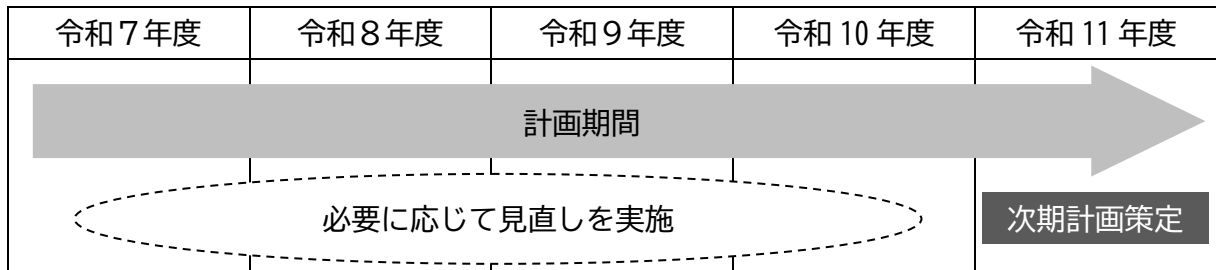 令和７年度 令和８年度 令和９年度 令和 10 年度 令和 11 年度
計画期間
必要に応じて見直しを実施 次期計画策定